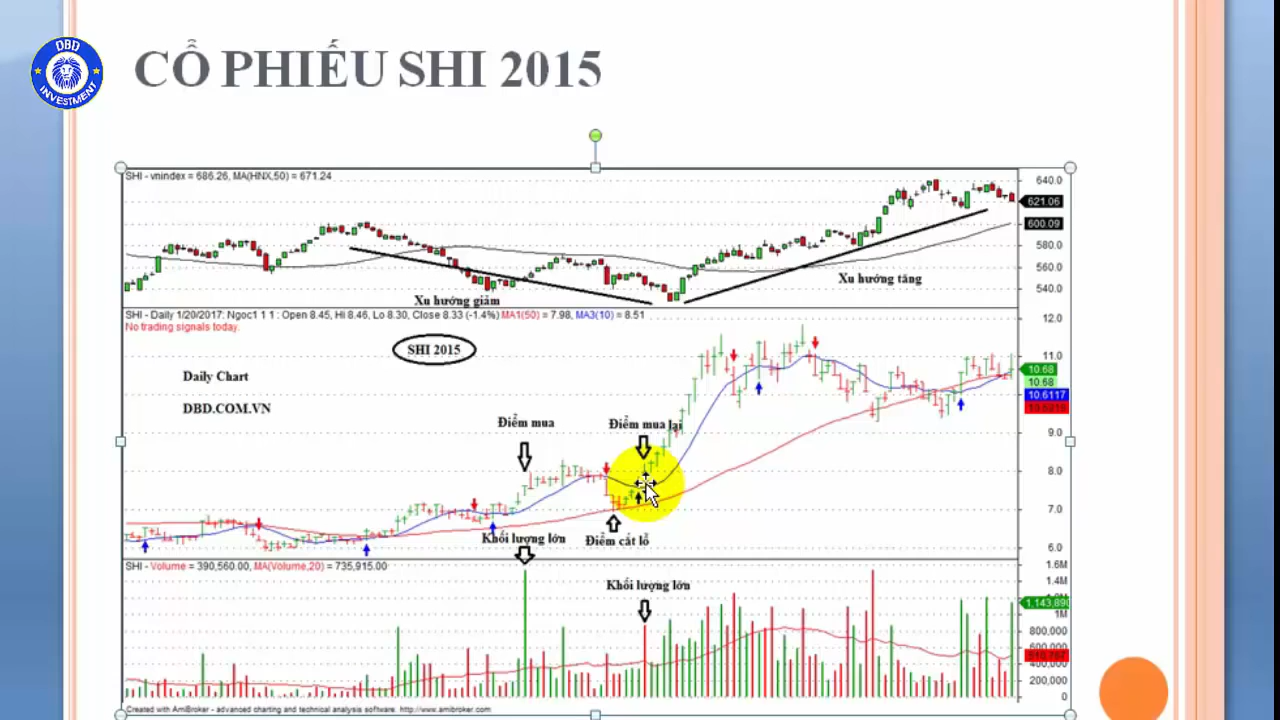 DBD
INVESTMENT
CỔ PHIẾU SHI 2015
SHI - vnindex = 686.26, MA(HNX,50) = 671.24
640.0
621.06
600.09
580.0
560.0
540.0
Xu hướng giảm
Xu hướng tăng
SHI - Daily 1/20/2017: Ngoc1 1 1 : Open 8.45, Hi 8.46, Lo 8.30, Close 8.33 (-1.4%) MA1(50) = 7.98, MA3(10) = 8.51
No trading signals today.
SHI 2015
Daily Chart
DBD.COM.VN
Điểm mua
Điểm mua lại
Khối lượng lớn
Điểm cắt lỗ
12.0
11.0
10.68
10.68
10.6117
9.0
8.0
7.0
6.0
SHI - Volume = 390,560.00, MA(Volume,20) = 735,915.00
Khối lượng lớn
1.6M
1.4M
1,143,890
1M
800,000
600,000
400,000
200,000
0
Created with AmiBroker - advanced charting and technical analysis software. http://www.amibroker.com